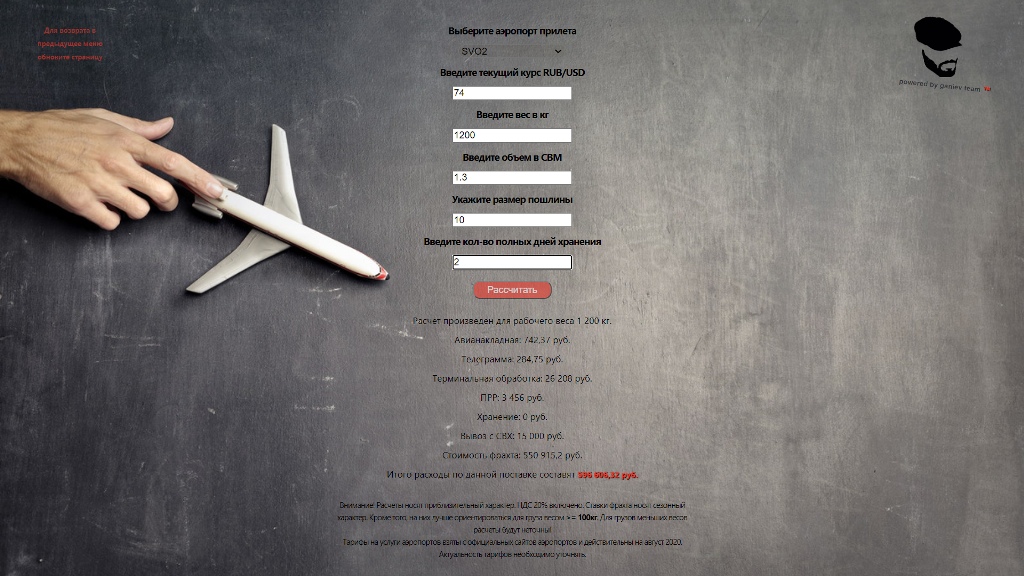 Для возврата в
предыдущее меню
обновите страницу
Выберите аэропорт прилета
SVO2
Введите текущий курс RUB/USD
74
Введите вес в кг
1200
Введите объем в CBM
1.3
Укажите размер пошлины
10
Введите кол-во полных дней хранения
2
Рассчитать
powered by ganiev team ™
Расчет произведен для рабочего веса 1 200 кг.
Авианакладная: 742,37 руб.
Телеграмма: 284,75 руб.
Терминальная обработка: 26 208 руб.
ПРР: 3 456 руб.
Хранение: 0 руб.
Вывоз с СВХ: 15 000 руб.
Стоимость фрахта: 550 915,2 руб.
Итого расходы по данной поставке составят 596 606,32 руб.
Внимание! Расчеты носят приблизительный характер. НДС 20% включено. Ставки фрахта носят сезонный
характер. Кроме того, на них лучше ориентироваться для груза весом >= 100кг. Для грузов меньших весов
расчеты будут неточны!
Тарифы на услуги аэропортов взяты с официальных сайтов аэропортов и действительны на август 2020.
Актуальность тарифов необходимо уточнять.